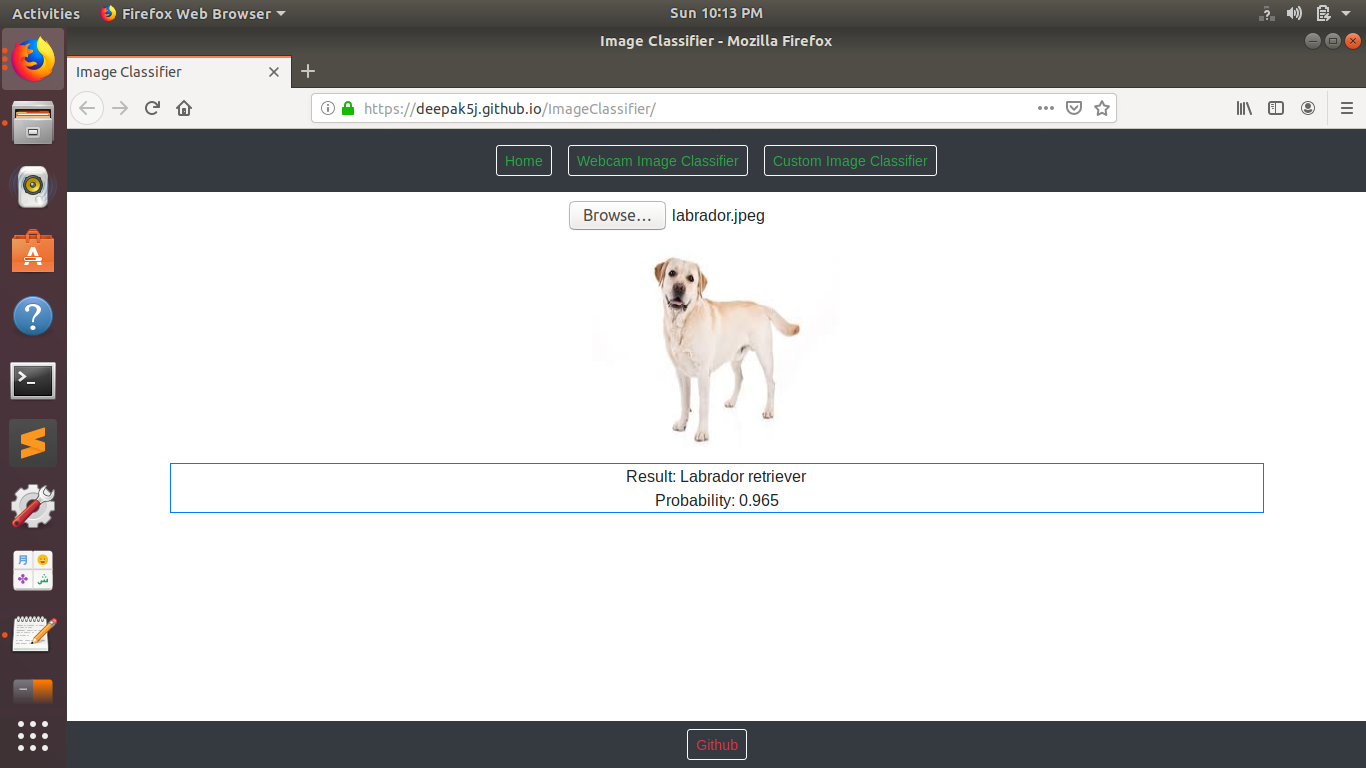 Activities
Firefox Web Browser
Sun 10:13 PM
Image Classifier - Mozilla Firefox
Image Classifier
https://deepak5j.github.io/ImageClassifier/
Home
Webcam Image Classifier
Custom Image Classifier
Browse…
labrador.jpeg
Result: Labrador retriever
Probability: 0.965
Github